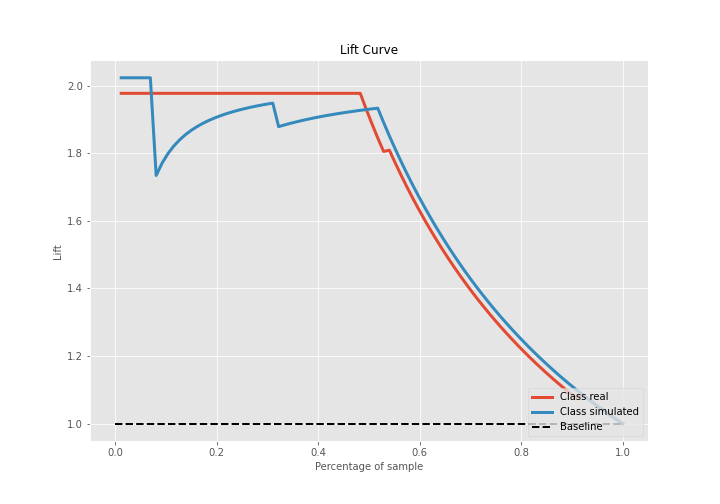 Lift Curve
Lift
2.0
1.8
1.6
1.4
1.2
1.0
0.0
0.2
0.4
0.6
0.8
1.0
Percentage of sample
Class real
Class simulated
Baseline